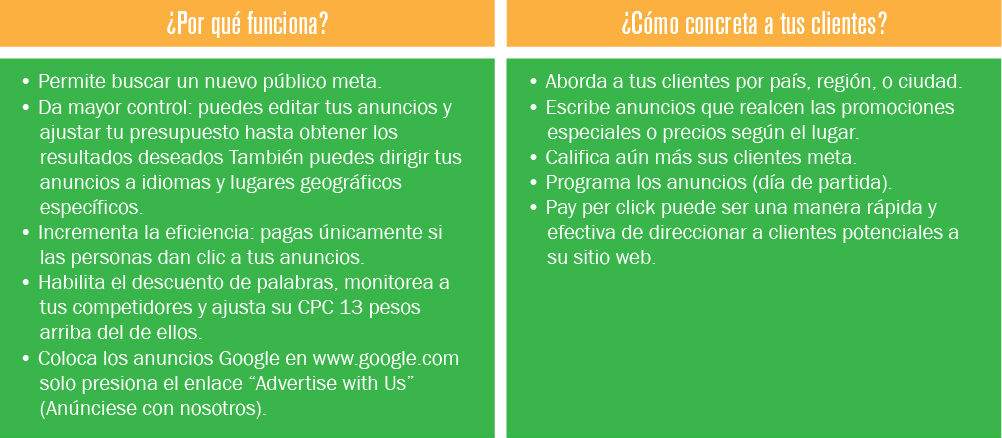 ¿Por qué funciona?
• Permite buscar un nuevo público meta.
• Da mayor control: puedes editar tus anuncios y
ajustar tu presupuesto hasta obtener los
resultados deseados También puedes dirigir tus
anuncios a idiomas y lugares geográficos
específicos.
• Incrementa la eficiencia: pagas únicamente si
las personas dan clic a tus anuncios.
• Habilita el descuento de palabras, monitorea a
tus competidores y ajusta su CPC 13 pesos
arriba del de ellos.
• Coloca los anuncios Google en www.google.com
solo presiona el enlace “Advertise with Us”
(Anúnciese con nosotros).
¿Cómo concreta a tus clientes?
• Aborda a tus clientes por país, región, o ciudad.
• Escribe anuncios que realcen las promociones
especiales o precios según el lugar.
• Califica aún más sus clientes meta.
• Programa los anuncios (día de partida).
• Pay per click puede ser una manera rápida y
efectiva de direccionar a clientes potenciales a
su sitio web.